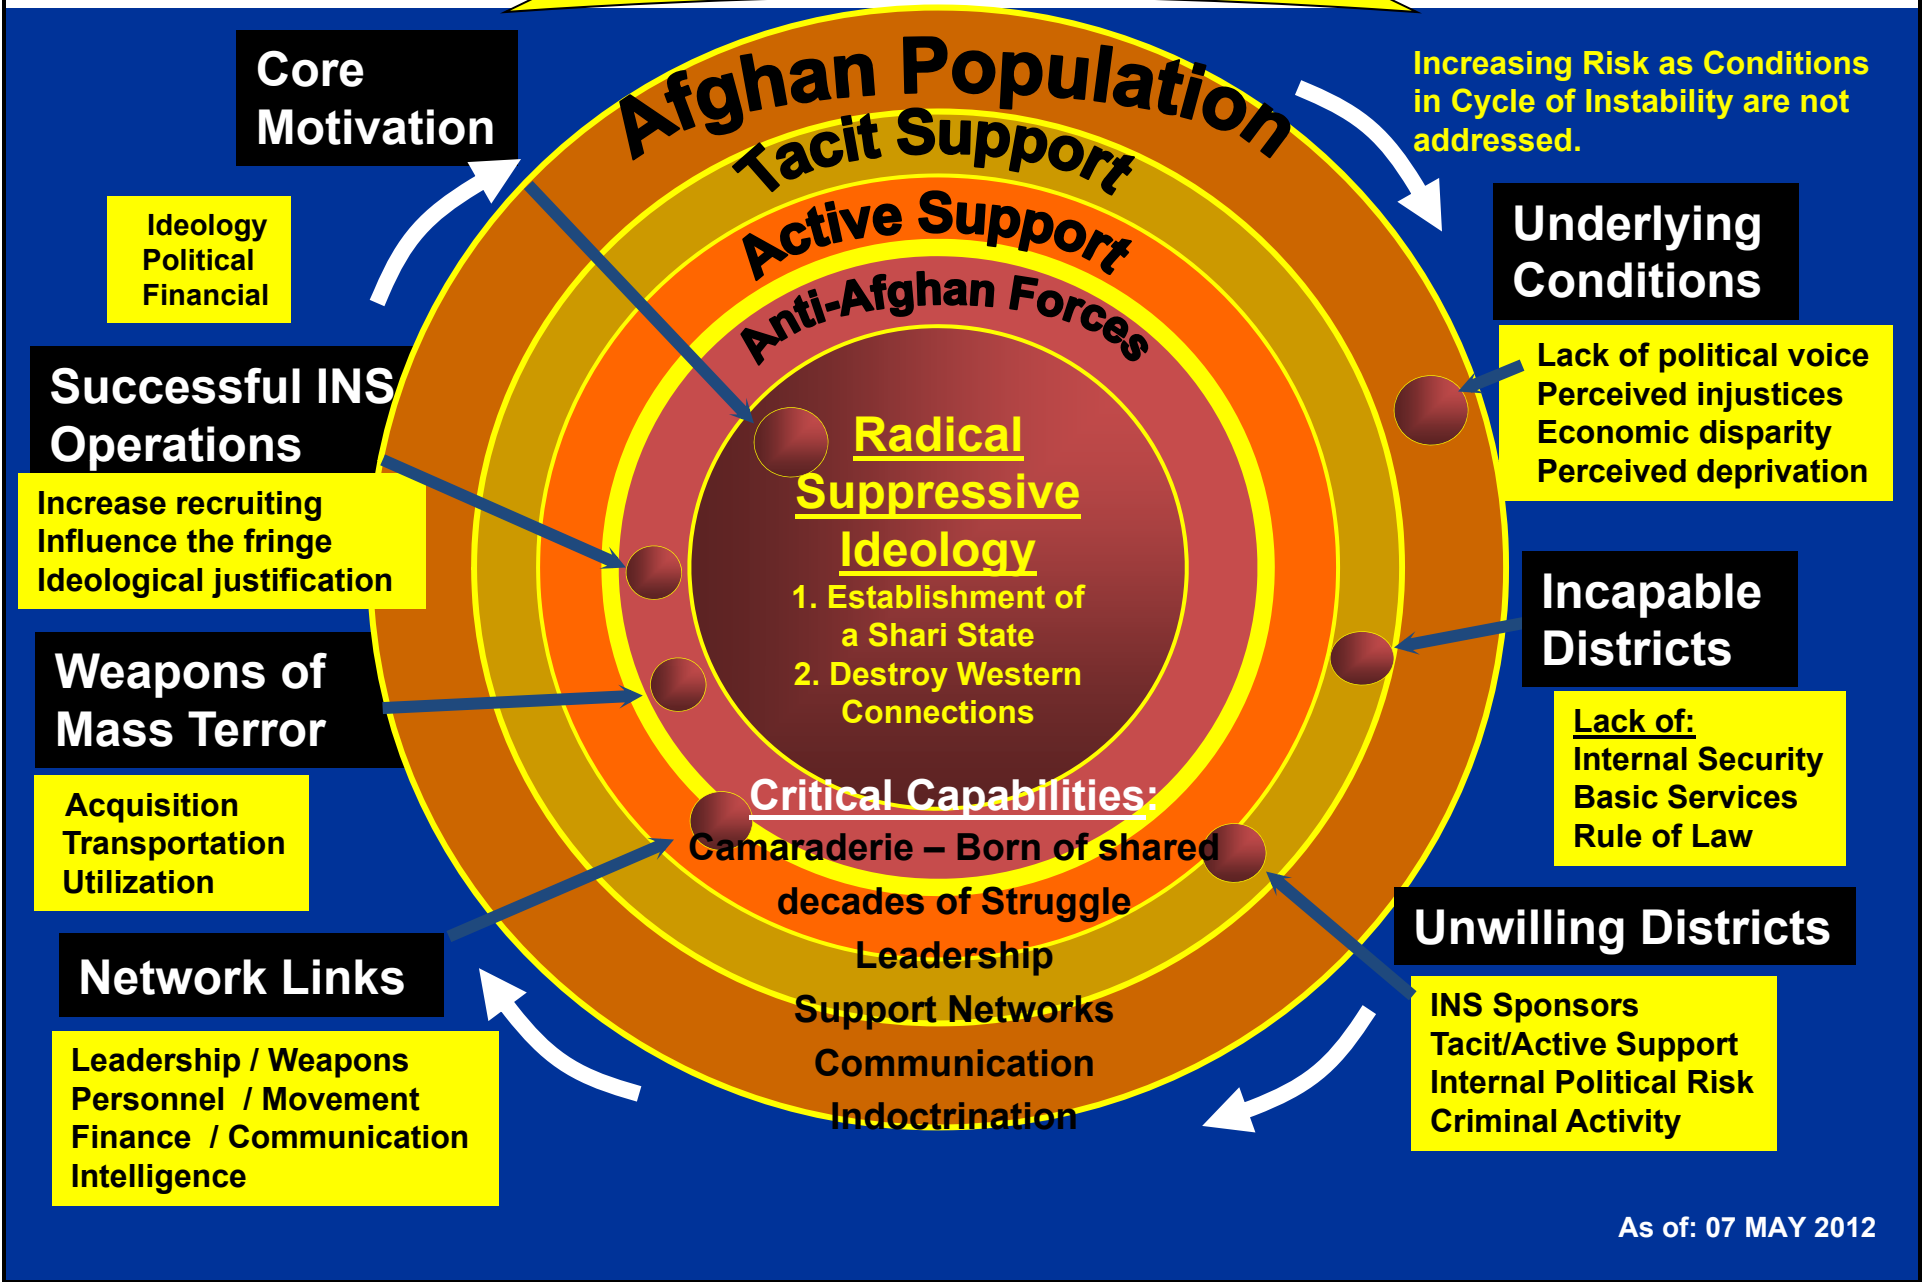 Afghan Population
Tacit Support
Active Support
Anti-Afghan Forces
Radical
Suppressive
Ideology
1. Establishment of
a Shari State
2. Destroy Western
Connections
Critical Capabilities:
Camaraderie – Born of shared
decades of Struggle
Leadership
Support Networks
Communication
Indoctrination
Core
Motivation
Ideology
Political
Financial
Successful INS
Operations
Increase recruiting
Influence the fringe
Ideological justification
Weapons of
Mass Terror
Acquisition
Transportation
Utilization
Network Links
Leadership / Weapons
Personnel / Movement
Finance / Communication
Intelligence
Increasing Risk as Conditions
in Cycle of Instability are not
addressed.
Underlying
Conditions
Lack of political voice
Perceived injustices
Economic disparity
Perceived deprivation
Incapable
Districts
Lack of:
Internal Security
Basic Services
Rule of Law
Unwilling Districts
INS Sponsors
Tacit/Active Support
Internal Political Risk
Criminal Activity
As of: 07 MAY 2012